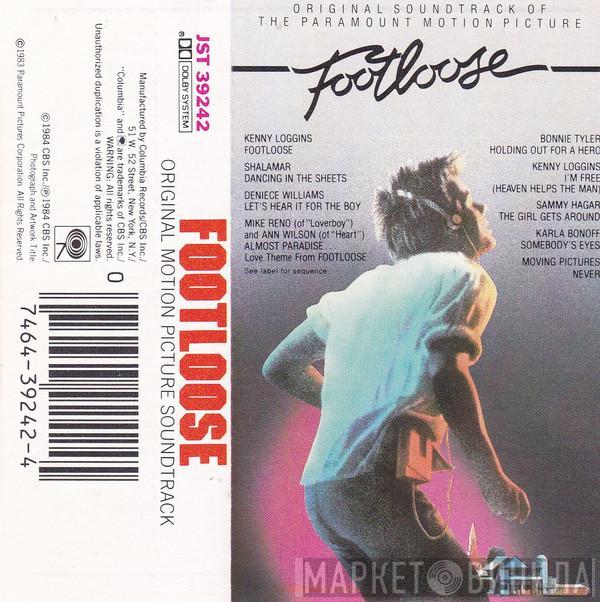 ORIGINAL SOUNDTRACK OF
THE PARAMOUNT MOTION PICTURE
Footloose
KENNY LOGGINS
FOOTLOOSE
SHALAMAR
DANCING IN THE SHEETS
DENIECE WILLIAMS
LET'S HEAR IT FOR THE BOY
MIKE RENO (of "Loverboy")
and ANN WILSON (of "Heart")
ALMOST PARADISE...
Love Theme From FOOTLOOSE
See label for sequence.
BONNIE TYLER
HOLDING OUT FOR A HERO
KENNY LOGGINS
I'M FREE
(HEAVEN HELPS THE MAN)
SAMMY HAGAR
THE GIRL GETS AROUND
KARLA BONOFF
SOMEBODY'S EYES
MOVING PICTURES
NEVER
FOOTLOOSE
ORIGINAL MOTION PICTURE SOUNDTRACK
JST 39242
DOLBY SYSTEM
Manufactured by Columbia Records/CBS Inc./
51 W. 52 Street, New York, N.Y./
"Columbia" and are trademarks of CBS Inc./
WARNING: All rights reserved.
Unauthorized duplication is a violation of applicable laws.
© 1984 CBS Inc./℗ 1984 CBS Inc./
Photograph and Artwork Title
© 1983 Paramount Pictures Corporation. All Rights Reserved.
0
7464-39242-4
МАРКЕТ ВИНИЛА